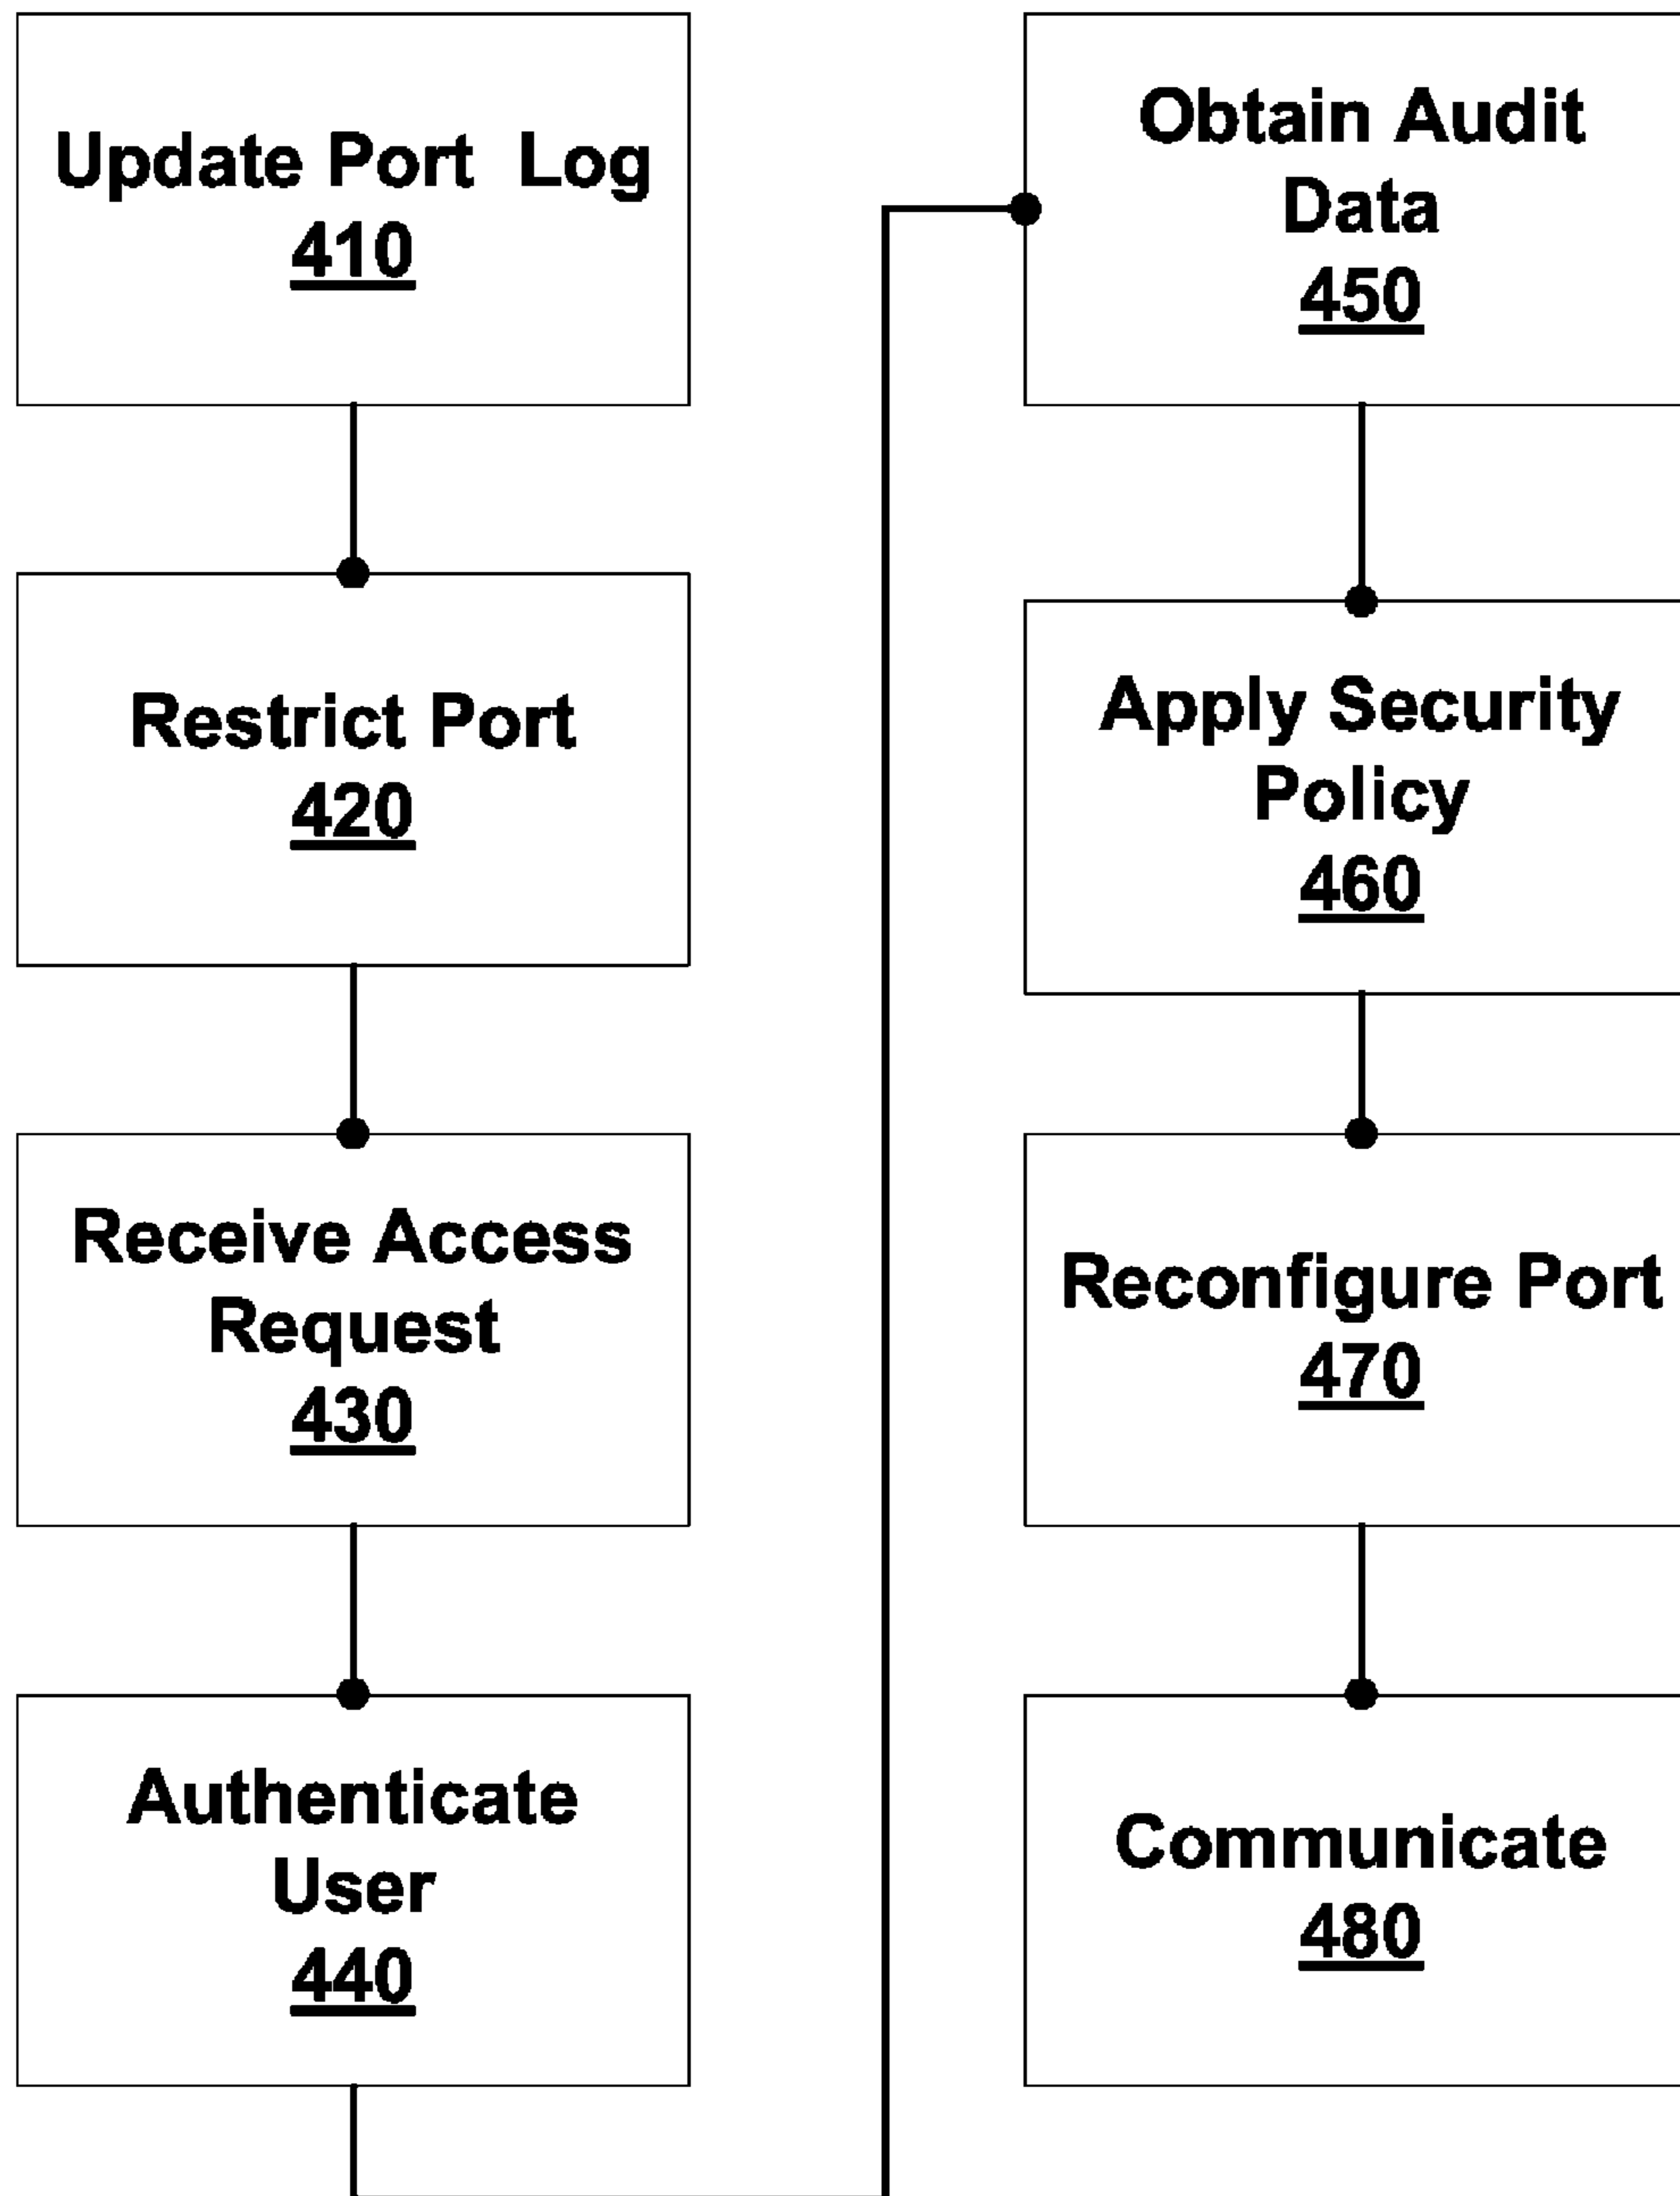 Update Port Log
410
Restrict Port
420
Receive Access
Request
430
Authenticate
User
440
Obtain Audit
Data
450
Apply Security
Policy
460
Reconfigure Port
470
Communicate
480